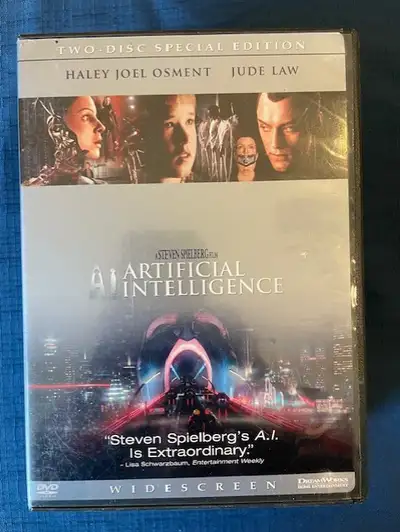 TWO-DISC SPECIAL EDITION
HALEY JOEL OSMENT JUDE LAW
A STEVEN SPIELBERG FILM
A.I. ARTIFICIAL
INTELLIGENCE
“Steven Spielberg's A.I.
Is Extraordinary.”
– Lisa Schwarzbaum, Entertainment Weekly
DVD
WIDESCREEN
DREAMWORKS
HOME ENTERTAINMENT